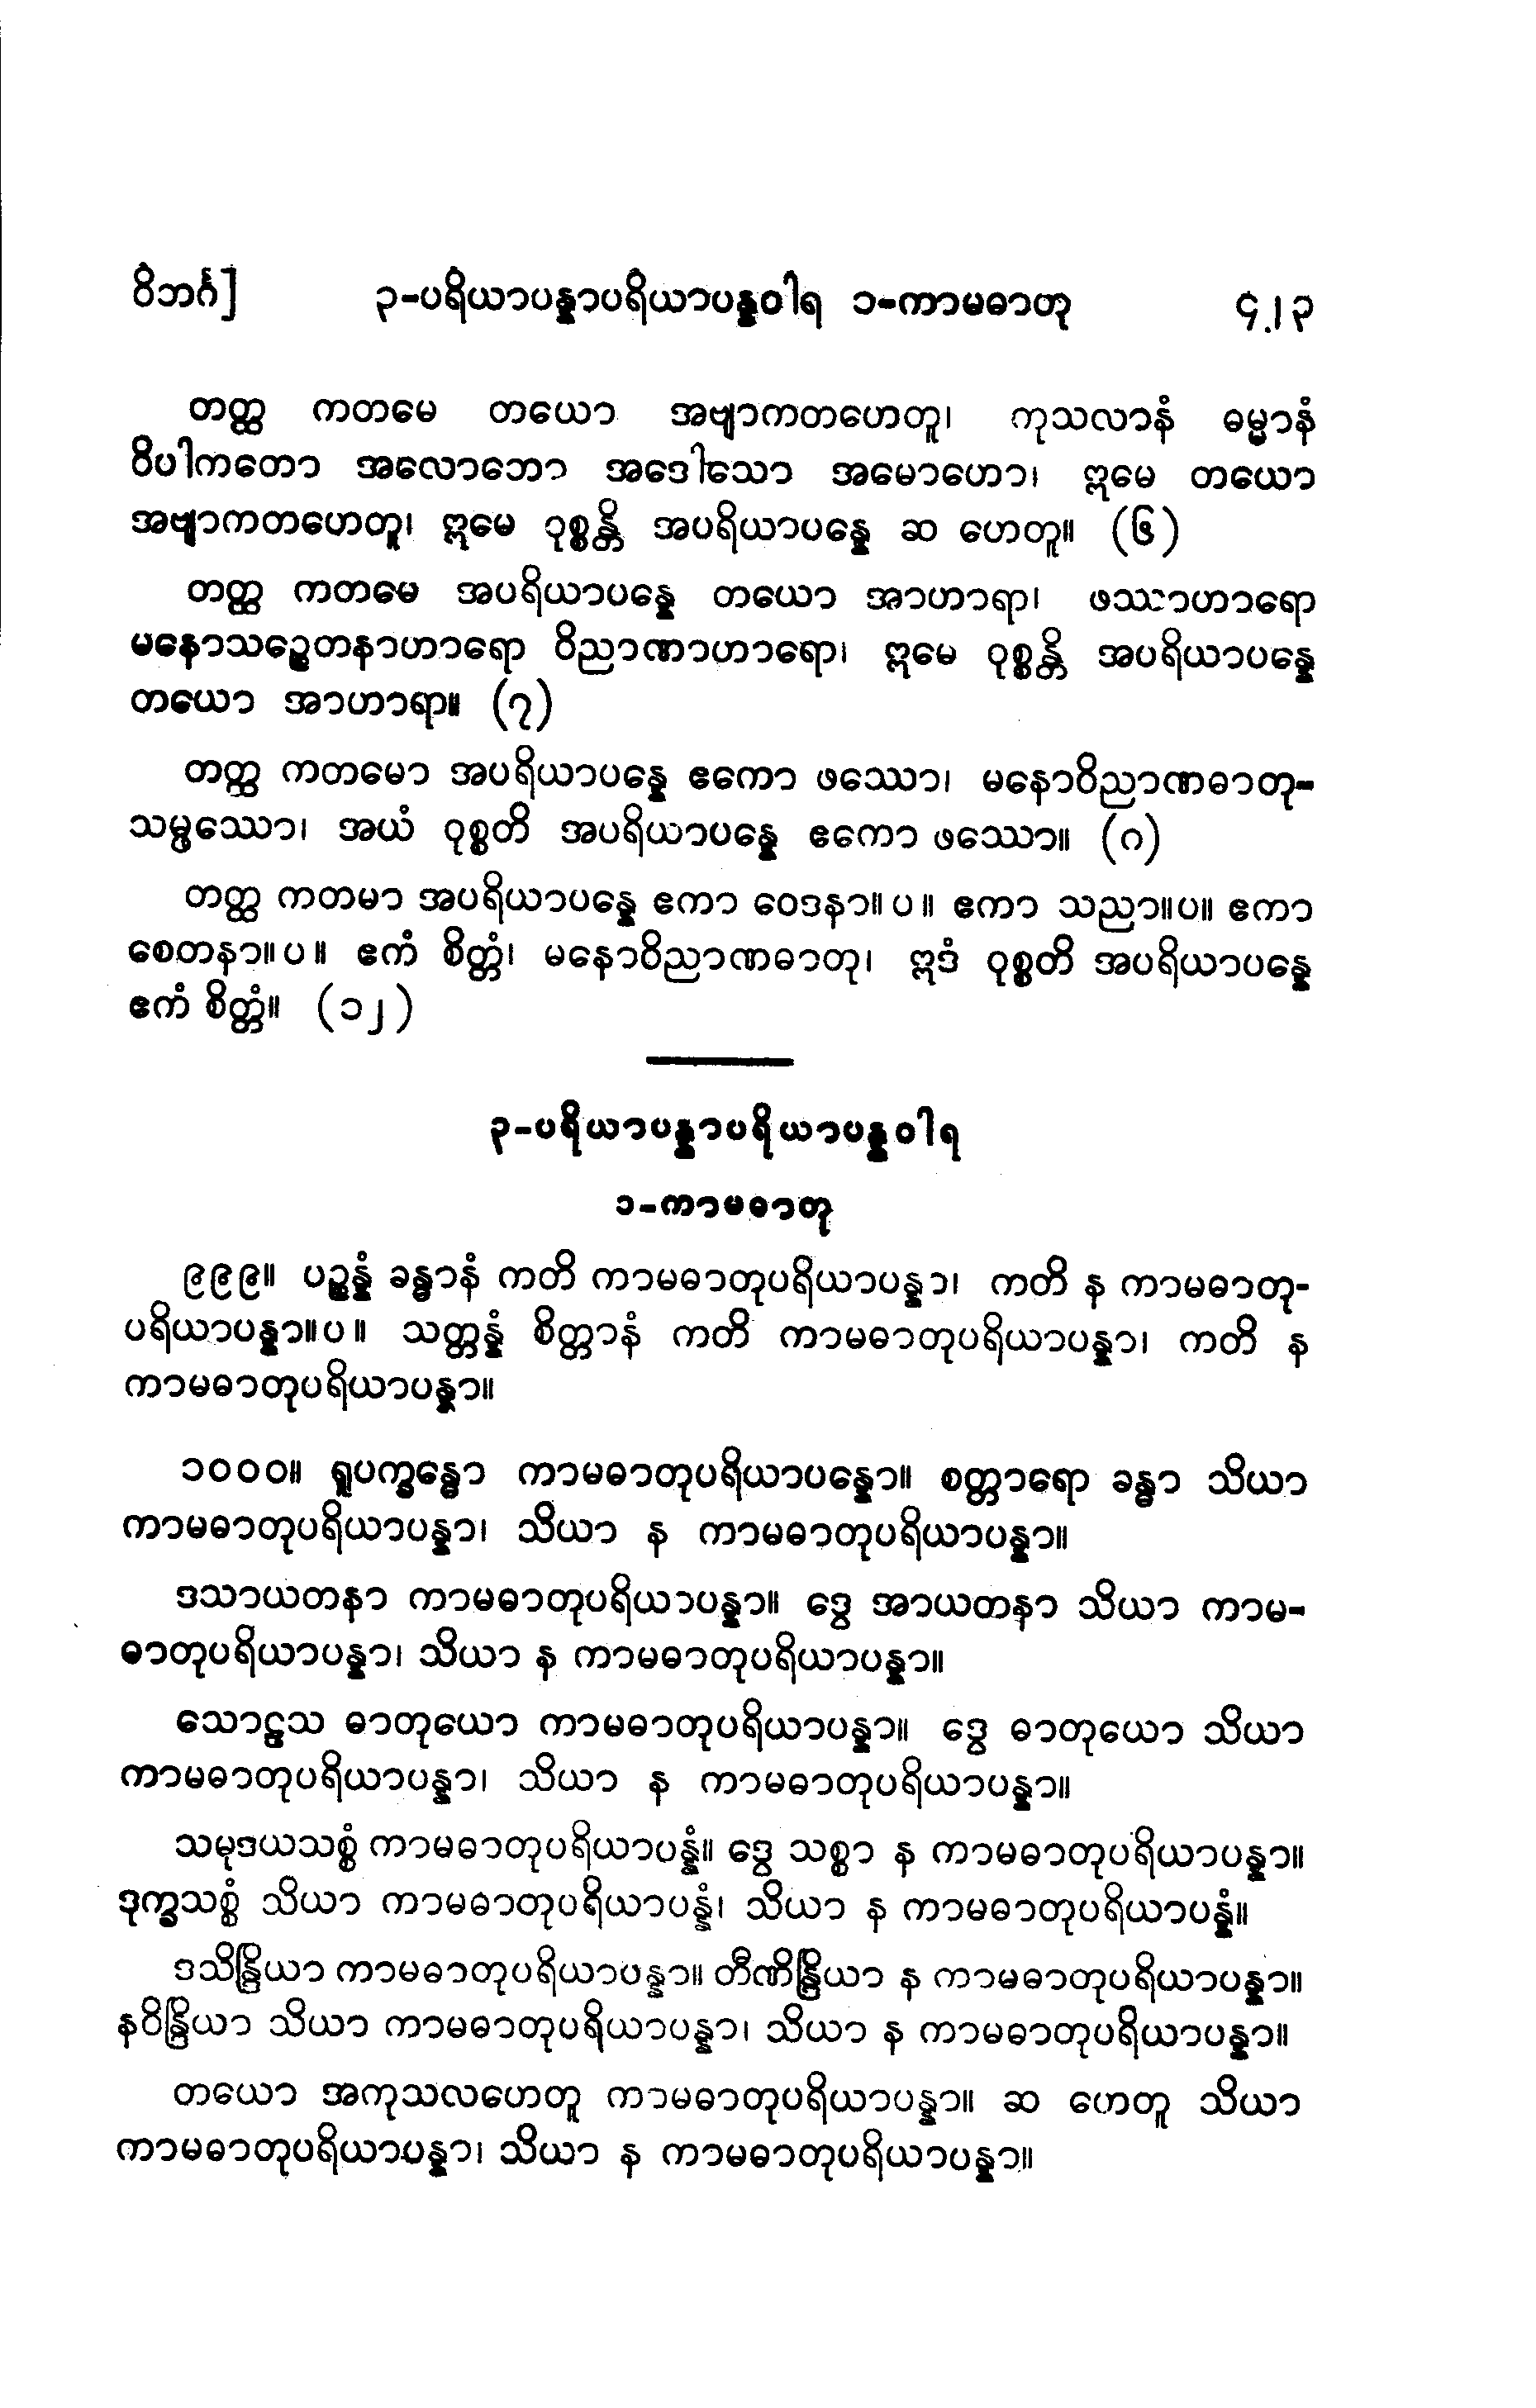 ဝိဘင်္ဂ] ၃-ပရိယာပန္နာပရိယာပန္နဝါရ ၁-ကာမဓာတု ၄၂၃
တတ္ထ ကတမေ တယော အဗျာကတဟေတူ၊ ကုသလာနံ ဓမ္မာနံ
ဝိပါကတော အလောဘော အဒေါသော အမောဟော၊ ဣမေ တယော
အဗျာကတဟေတူ၊ ဣမေ ဝုစ္စန္တိ အပရိယာပန္နေ ဆ ဟေတူ။ (၆)
တတ္ထ ကတမေ အပရိယာပန္နေ တယော အာဟာရာ၊ ဖဿာဟာရော
မနောသဉ္စေတနာဟာရော ဝိညာဏာဟာရော၊ ဣမေ ဝုစ္စန္တိ အပရိယာပန္နေ
တယော အာဟာရာ။ (၇)
တတ္ထ ကတမော အပရိယာပန္နေ ဧကော ဖဿော၊ မနောဝိညာဏဓာတု-
သမ္ဖဿော၊ အယံ ဝုစ္စတိ အပရိယာပန္နေ ဧကော ဖဿော။ (၈)
တတ္ထ ကတမာ အပရိယာပန္နေ ဧကာ ဝေဒနာ။ပ။ ဧကာ သညာ။ပ။ ဧကာ
စေတနာ။ပ။ ဧကံ စိတ္တံ၊ မနောဝိညာဏဓာတု၊ ဣဒံ ဝုစ္စတိ အပရိယာပန္နေ
ဧကံ စိတ္တံ။ (၁၂)
၃-ပရိယာပန္နာပရိယာပန္နဝါရ
၁-ကာမဓာတု
၉၉၉။ ပဉ္စန္နံ ခန္ဓာနံ ကတိ ကာမဓာတုပရိယာပန္နာ၊ ကတိ န ကာမဓာတု-
ပရိယာပန္နာ။ပ။ သတ္တန္နံ စိတ္တာနံ ကတိ ကာမဓာတုပရိယာပန္နာ၊ ကတိ န
ကာမဓာတုပရိယာပန္နာ။
၁၀၀၀။ ရူပက္ခန္ဓော ကာမဓာတုပရိယာပန္နော။ စတ္တာရော ခန္ဓာ သိယာ
ကာမဓာတုပရိယာပန္နာ၊ သိယာ န ကာမဓာတုပရိယာပန္နာ။
ဒသာယတနာ ကာမဓာတုပရိယာပန္နာ။ ဒွေ အာယတနာ သိယာ ကာမ-
ဓာတုပရိယာပန္နာ၊ သိယာ န ကာမဓာတုပရိယာပန္နာ။
သောဠသ ဓာတုယော ကာမဓာတုပရိယာပန္နာ။ ဒွေ ဓာတုယော သိယာ
ကာမဓာတုပရိယာပန္နာ၊ သိယာ န ကာမဓာတုပရိယာပန္နာ။
သမုဒယသစ္စံ ကာမဓာတုပရိယာပန္နံ။ ဒွေ သစ္စာ န ကာမဓာတုပရိယာပန္နာ။
ဒုက္ခသစ္စံ သိယာ ကာမဓာတုပရိယာပန္နံ၊ သိယာ န ကာမဓာတုပရိယာပန္နံ။
ဒသိန္ဒြိယာ ကာမဓာတုပရိယာပန္နာ။ တီဏိန္ဒြိယာ န ကာမဓာတုပရိယာပန္နာ။
နဝိန္ဒြိယာ သိယာ ကာမဓာတုပရိယာပန္နာ၊ သိယာ န ကာမဓာတုပရိယာပန္နာ။
တယော အကုသလဟေတူ ကာမဓာတုပရိယာပန္နာ။ ဆ ဟေတူ သိယာ
ကာမဓာတုပရိယာပန္နာ၊ သိယာ န ကာမဓာတုပရိယာပန္နာ။